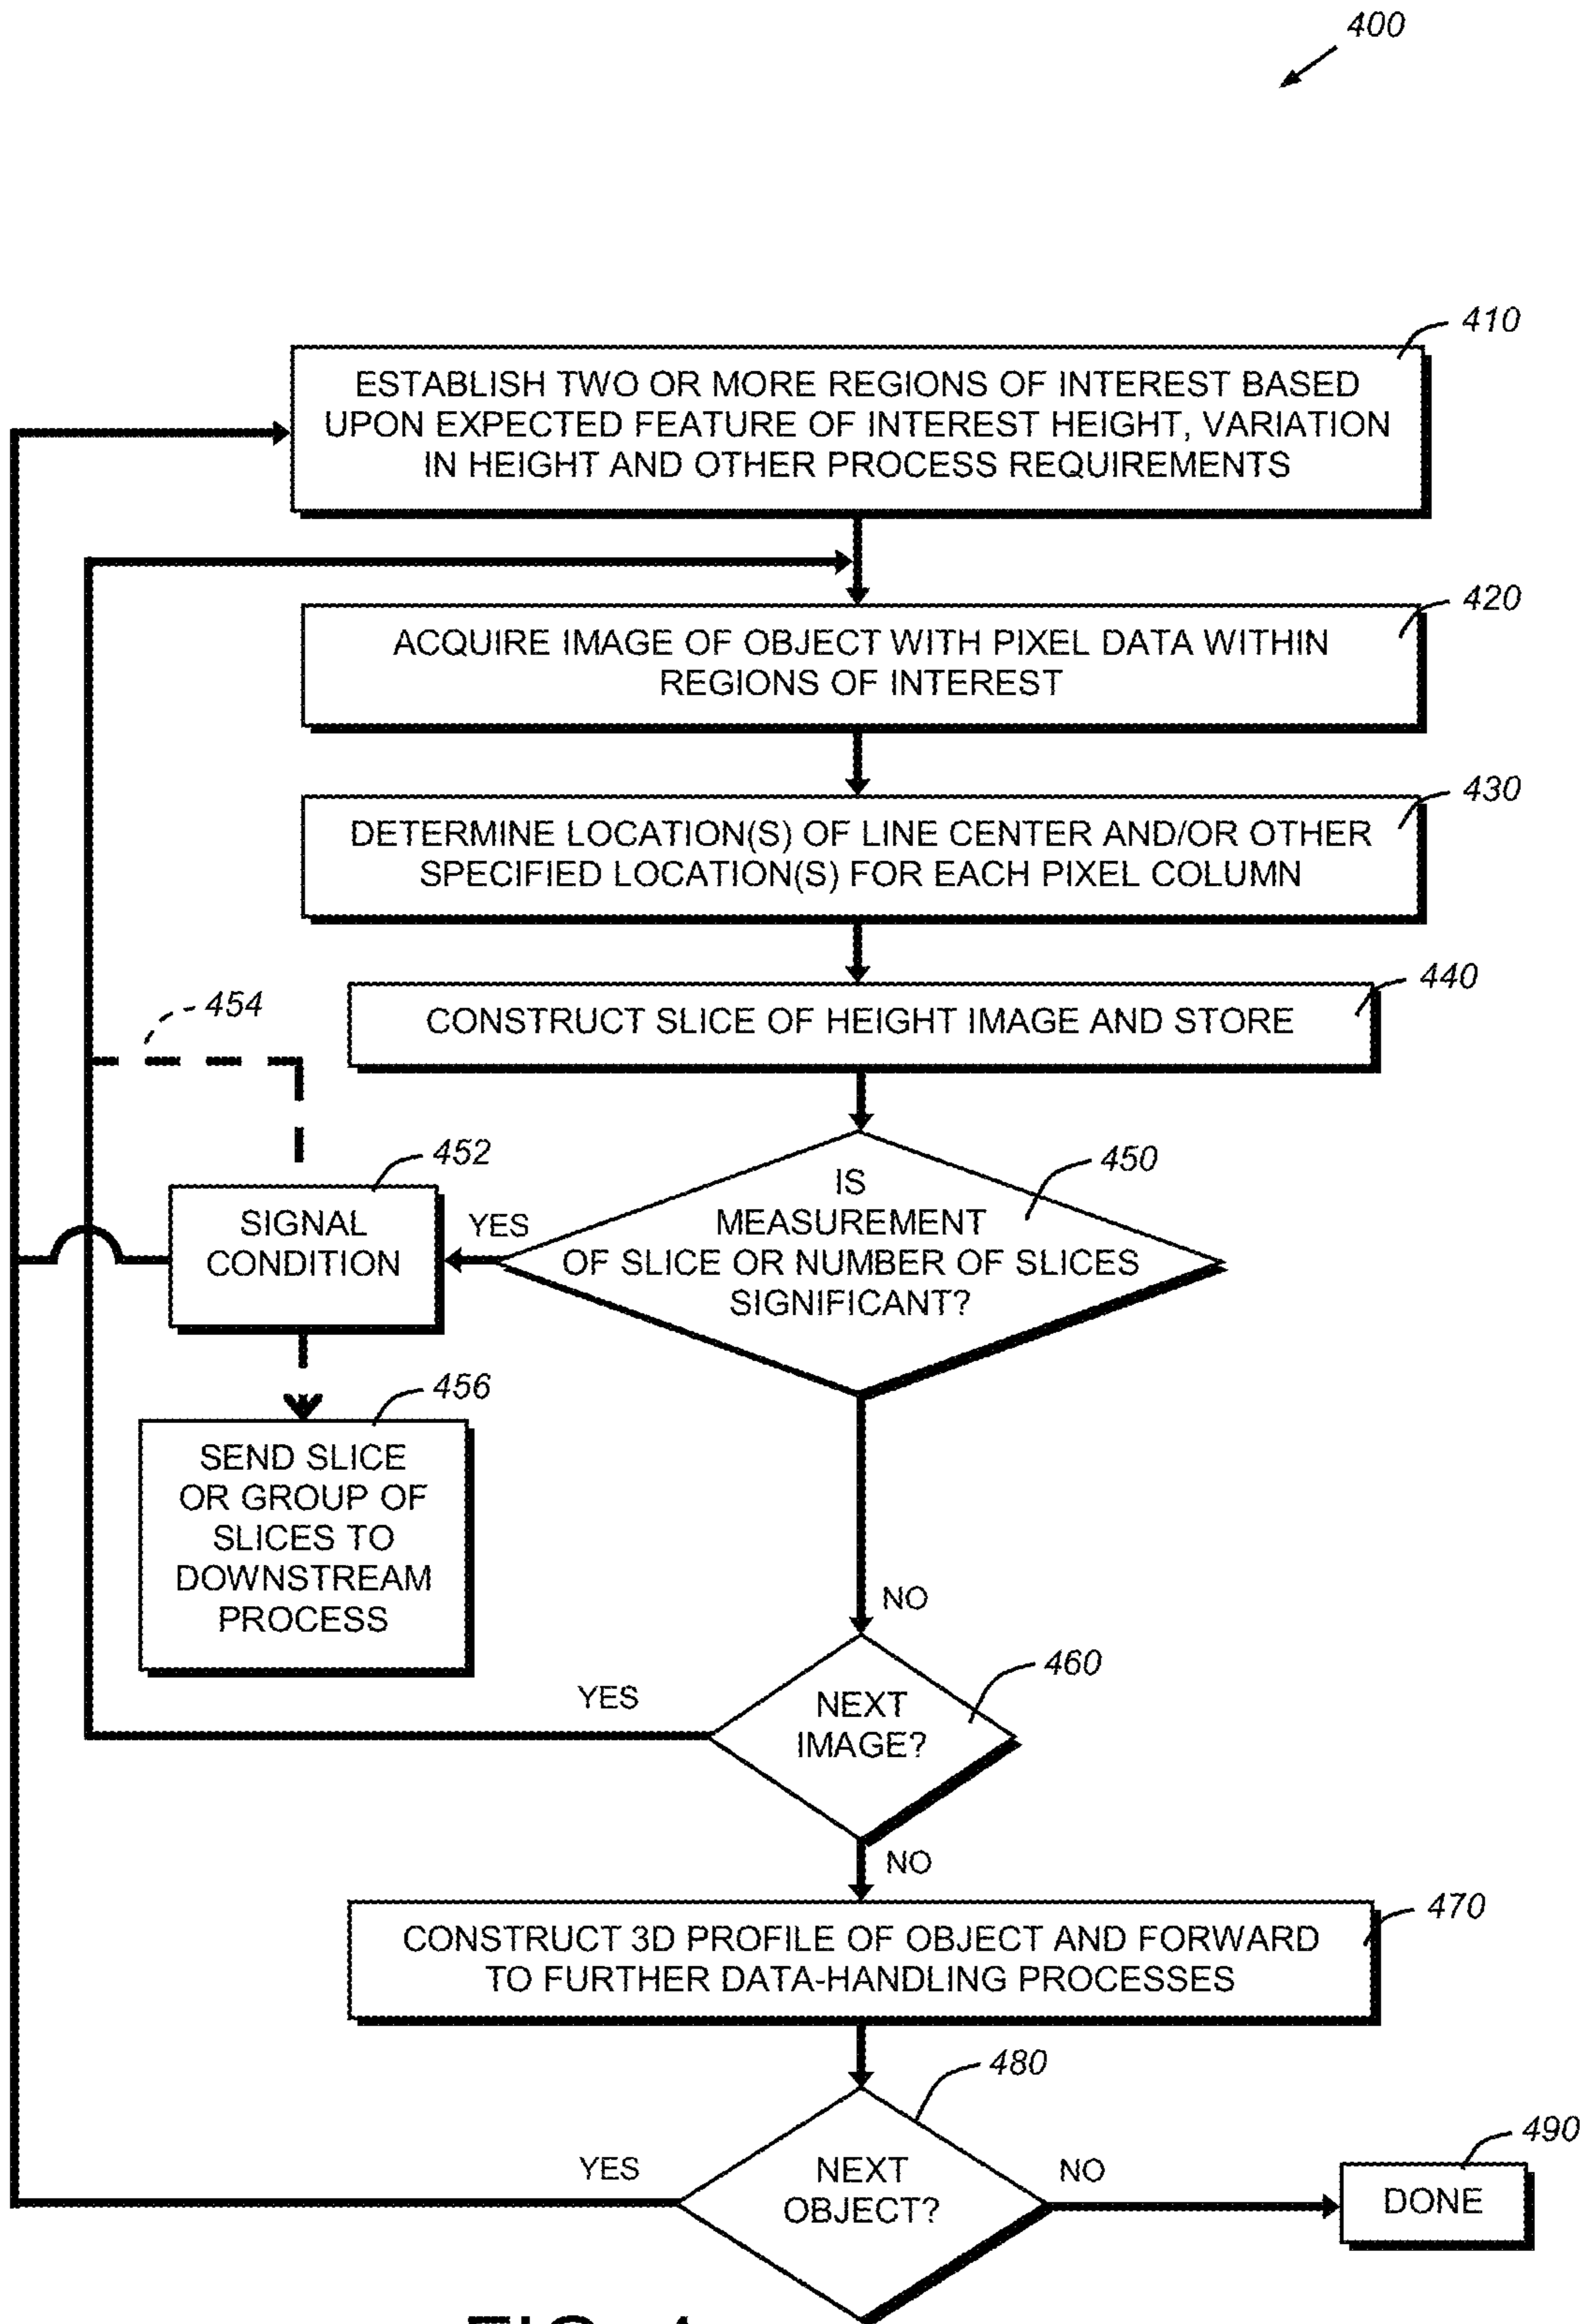 400
410
ESTABLISH TWO OR MORE REGIONS OF INTEREST BASED
UPON EXPECTED FEATURE OF INTEREST HEIGHT, VARIATION
IN HEIGHT AND OTHER PROCESS REQUIREMENTS
420
ACQUIRE IMAGE OF OBJECT WITH PIXEL DATA WITHIN
REGIONS OF INTEREST
430
DETERMINE LOCATION(S) OF LINE CENTER AND/OR OTHER
SPECIFIED LOCATION(S) FOR EACH PIXEL COLUMN
440
CONSTRUCT SLICE OF HEIGHT IMAGE AND STORE
454
452
SIGNAL
CONDITION
YES
450
IS
MEASUREMENT
OF SLICE OR NUMBER OF SLICES
SIGNIFICANT?
456
SEND SLICE
OR GROUP OF
SLICES TO
DOWNSTREAM
PROCESS
NO
460
YES
NEXT
IMAGE?
NO
470
CONSTRUCT 3D PROFILE OF OBJECT AND FORWARD
TO FURTHER DATA-HANDLING PROCESSES
480
YES
NEXT
OBJECT?
NO
490
DONE